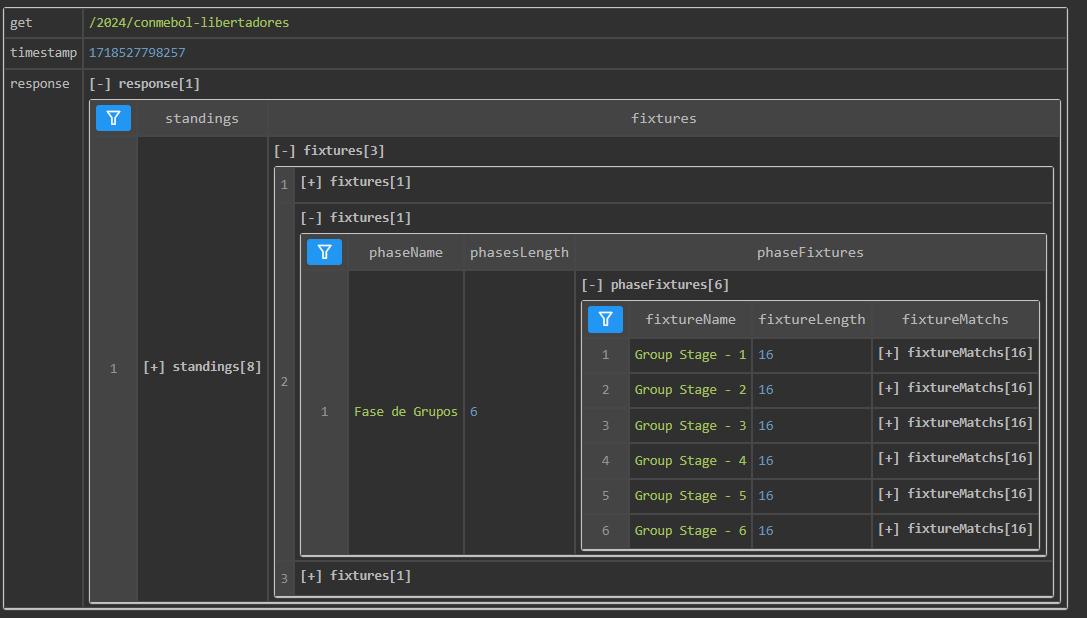 get /2024/conmebol-libertadores
timestamp 1718527798257
response [-] response[1]
standings fixtures
[-] fixtures[3]
1 [+] fixtures[1]
[-] fixtures[1]
phaseName phasesLength phaseFixtures
[-] phaseFixtures[6]
fixtureName fixtureLength fixtureMatchs
1 Group Stage - 1 16 [+] fixtureMatchs[16]
1 [+] standings[8]
2
2 Group Stage - 2 16 [+] fixtureMatchs[16]
1 Fase de Grupos 6
3 Group Stage - 3 16 [+] fixtureMatchs[16]
4 Group Stage - 4 16 [+] fixtureMatchs[16]
5 Group Stage - 5 16 [+] fixtureMatchs[16]
6 Group Stage - 6 16 [+] fixtureMatchs[16]
3 [+] fixtures[1]